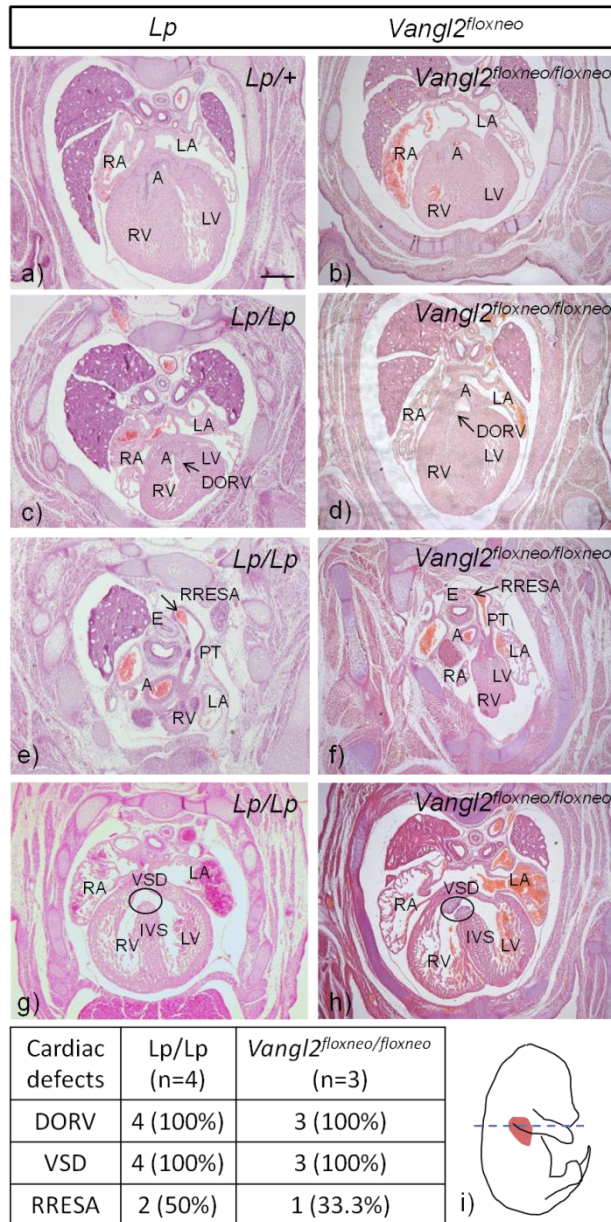 Lp Vangl2floxneo
Lp/+ Vangl2floxneo/floxneo
LA LA
RA A RA A
LV LV
RV RV
a) b)
Lp/Lp Vangl2floxneo/floxneo
LA A LA
RA A LV RA DORV
RV DORV RV LV
c) d)
Lp/Lp Vangl2floxneo/floxneo
RRESA E RRESA
E PT
PT A LA
A LA RA LV
RV RV
e) f)
Lp/Lp Vangl2floxneo/floxneo
RA VSD LA RA VSD LA
IVS IVS
RV LV RV LV
g) h)
Cardiac defects Lp/Lp (n=4) Vangl2floxneo/floxneo (n=3)
DORV 4 (100%) 3 (100%)
VSD 4 (100%) 3 (100%)
RRESA 2 (50%) 1 (33.3%)
i)